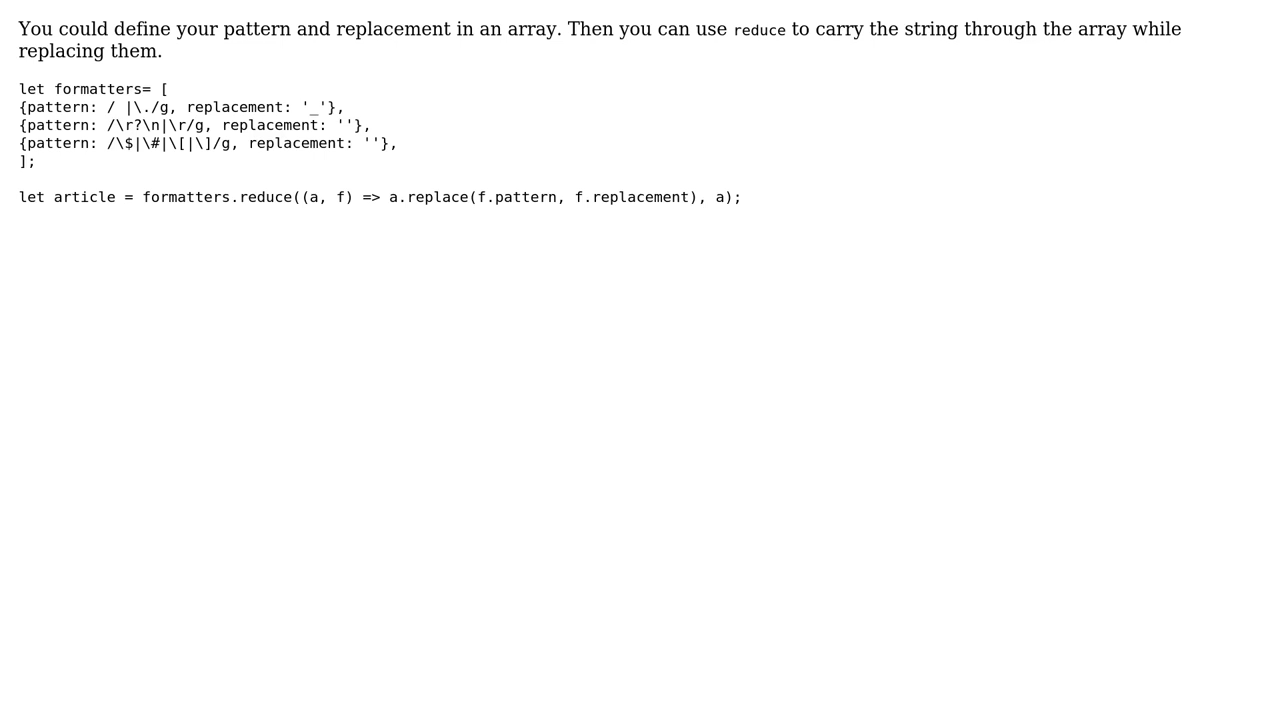 You could define your pattern and replacement in an array. Then you can use reduce to carry the string through the array while
replacing them.
let formatters= [
{pattern: / |\./g, replacement: '_'},
{pattern: /\r?\n|\r/g, replacement: ''},
{pattern: /\$|\#|\[|\]/g, replacement: ''},
];
let article = formatters.reduce((a, f) => a.replace(f.pattern, f.replacement), a);